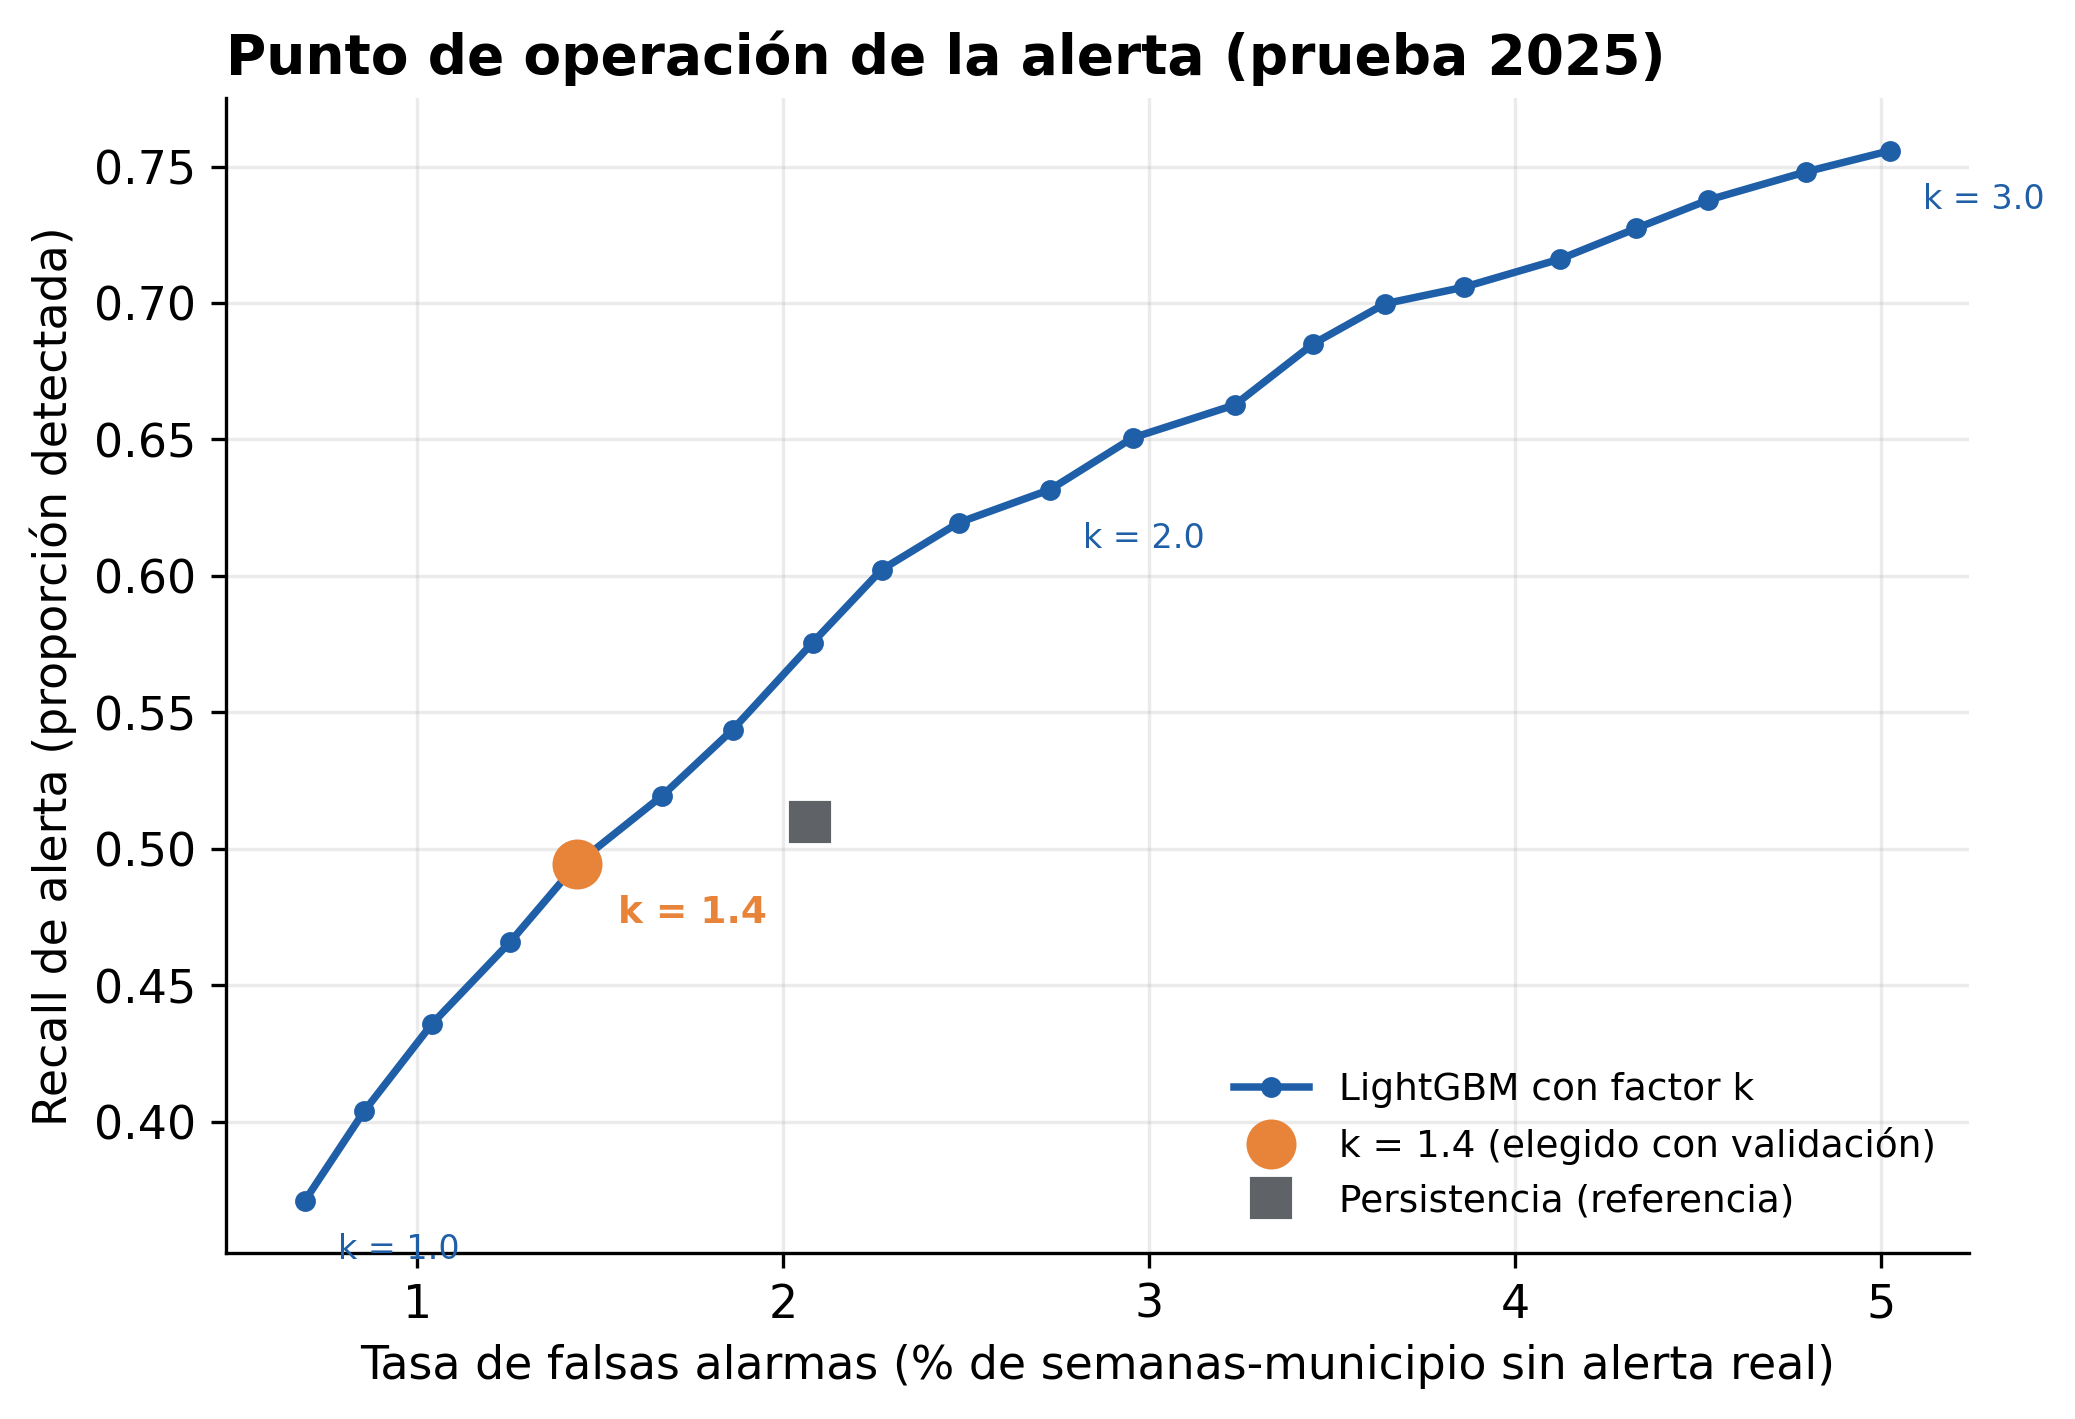 Punto de operación de la alerta (prueba 2025)
Recall de alerta (proporción detectada)
0.75
0.70
0.65
0.60
0.55
0.50
0.45
0.40
k = 3.0
k = 2.0
k = 1.4
k = 1.0
LightGBM con factor k
k = 1.4 (elegido con validación)
Persistencia (referencia)
1 2 3 4 5
Tasa de falsas alarmas (% de semanas-municipio sin alerta real)